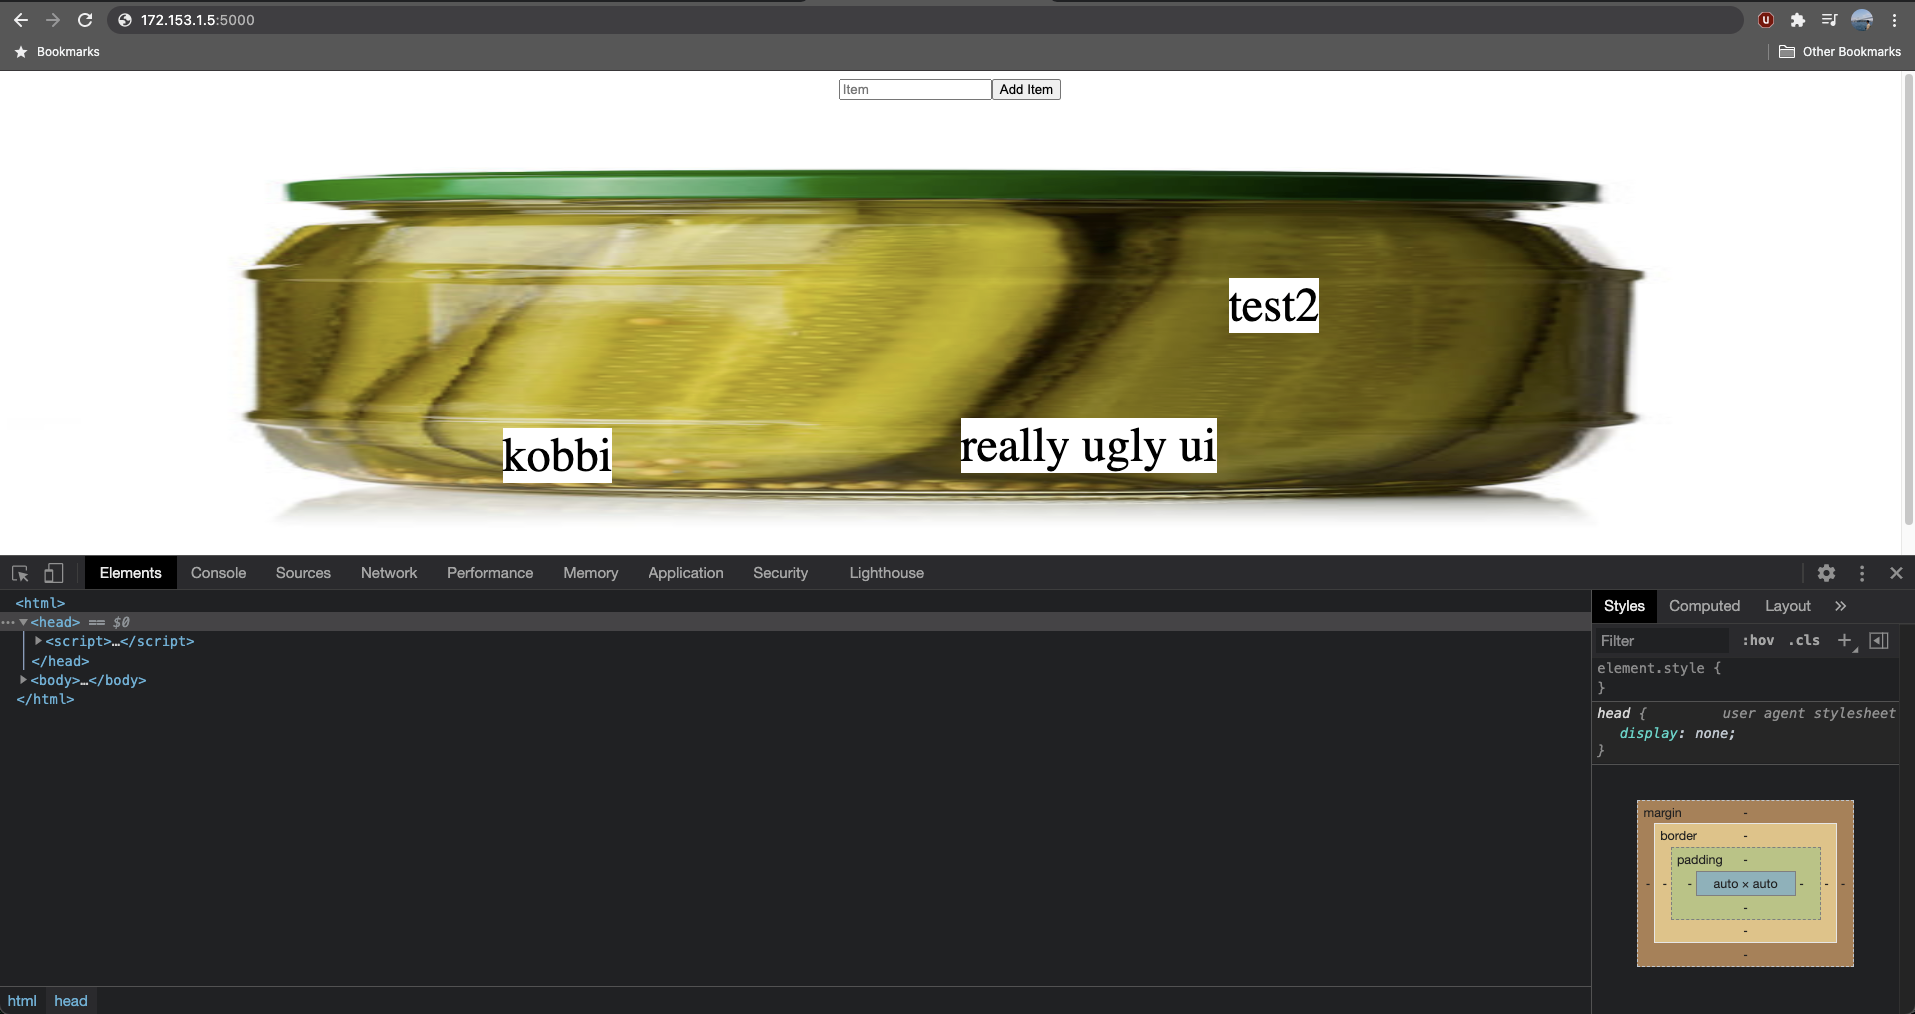 172.153.1.5:5000
Bookmarks
Other Bookmarks
Item Add Item
test2
kobbi
really ugly ui
Elements Console Sources Network Performance Memory Application Security Lighthouse
<html>
<head> == $0
<script>…</script>
</head>
<body>…</body>
</html>
Styles Computed Layout »
Filter :hov .cls +
element.style {
}
head { user agent stylesheet
display: none;
}
margin -
border -
padding -
- - - auto × auto - - -
-
-
-
html head